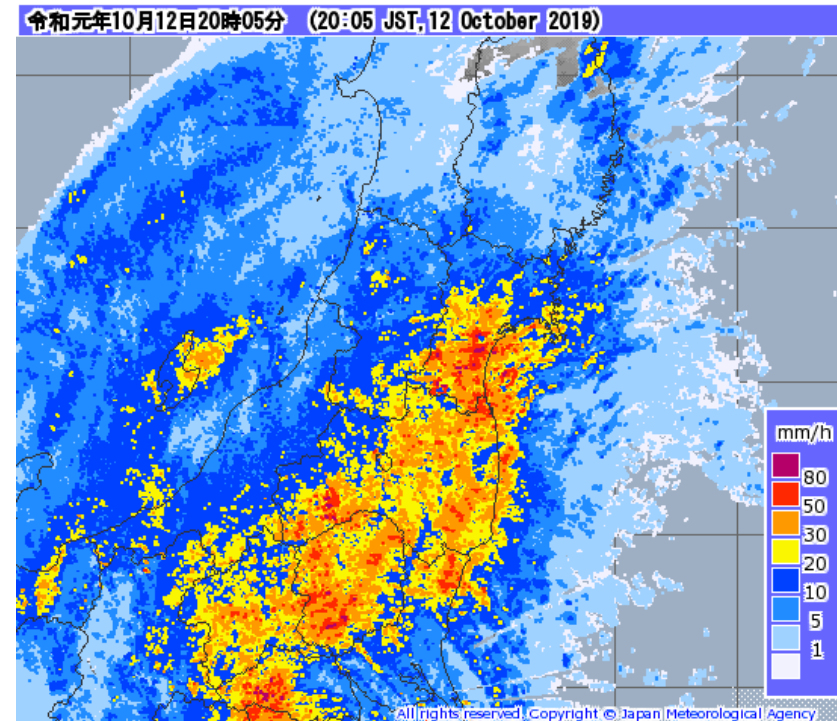 令和元年10月12日20時05分 (20:05 JST, 12 October 2019)
mm/h
80
50
30
20
10
5
1
All rights reserved. Copyright © Japan Meteorological Agency